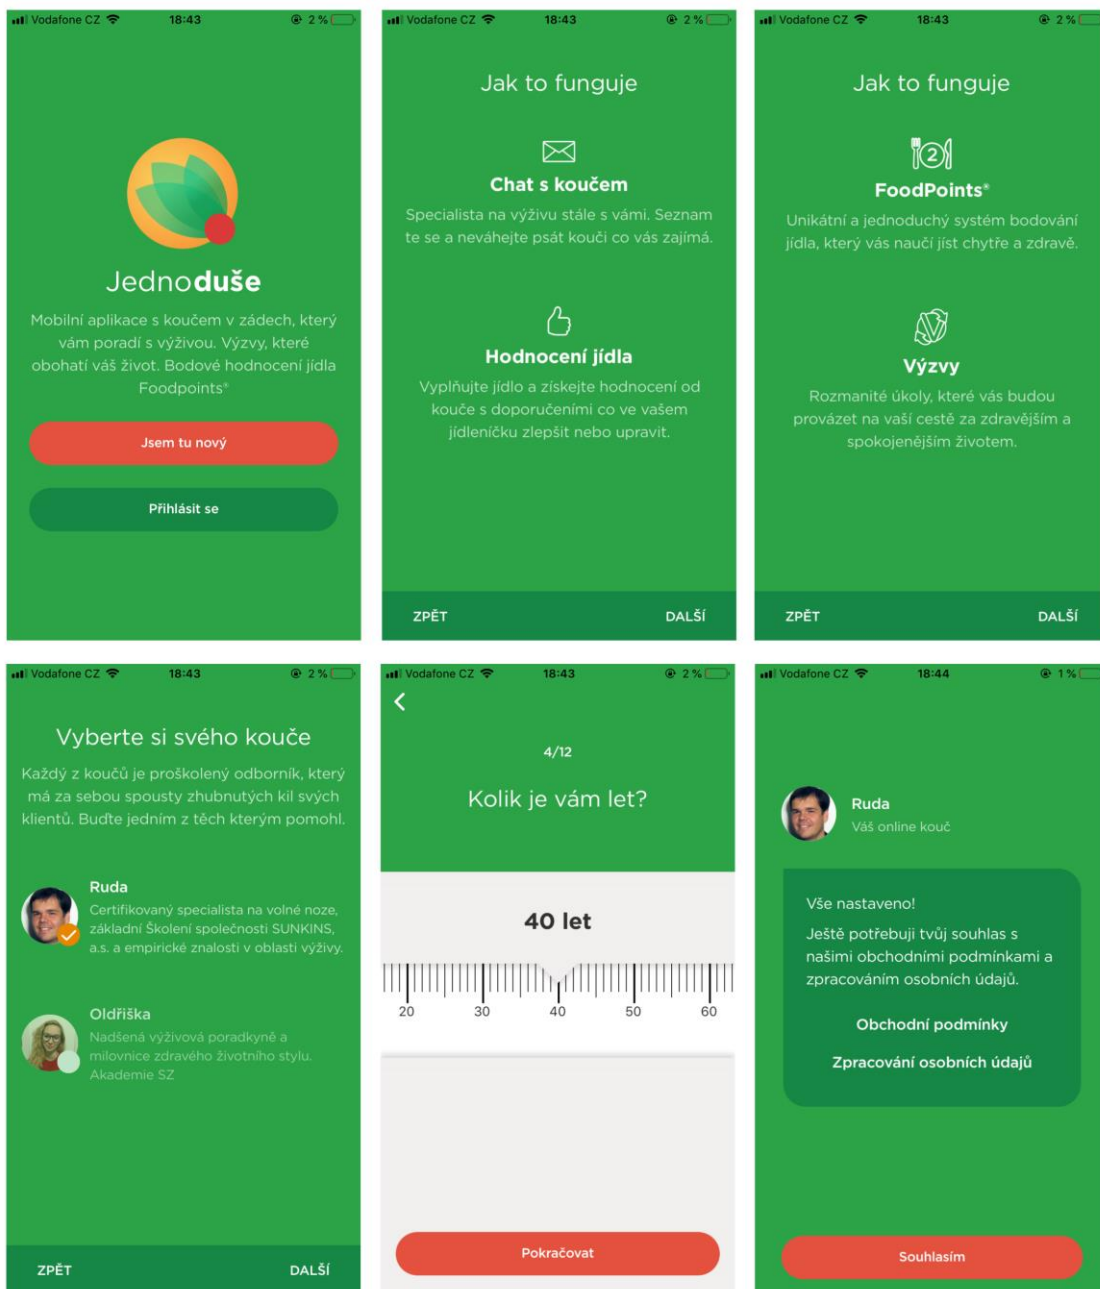 Vodafone CZ 18:43 2 %
Jednoduše
Mobilní aplikace s koučem v zádech, který
vám poradí s výživou. Výzvy, které
obohatí váš život. Bodové hodnocení jídla
Foodpoints®
Jsem tu nový
Přihlásit se
Vodafone CZ 18:43 2 %
Jak to funguje
Chat s koučem
Specialista na výživu stále s vámi. Seznam
te se a neváhejte psát kouči co vás zajímá.
Hodnocení jídla
Vyplňujte jídlo a získejte hodnocení od
kouče s doporučeními co ve vašem
jídleníčku zlepšit nebo upravit.
ZPĚT DALŠÍ
Vodafone CZ 18:43 2 %
Jak to funguje
2
FoodPoints®
Unikátní a jednoduchý systém bodování
jídla, který vás naučí jíst chytře a zdravě.
Výzvy
Rozmanité úkoly, které vás budou
provázet na vaší cestě za zdravějším a
spokojenějším životem.
ZPĚT DALŠÍ
Vodafone CZ 18:43 2 %
Vyberte si svého kouče
Každý z koučů je proškolený odborník, který
má za sebou spousty zhubnutých kil svých
klientů. Buďte jedním z těch kterým pomohl.
Ruda
Certifikovaný specialista na volné noze,
základní Školení společnosti SUNKINS,
a.s. a empirické znalosti v oblasti výživy.
Oldřiška
Nadšená výživová poradkyně a
milovnice zdravého životního stylu.
Akademie SZ
ZPĚT DALŠÍ
Vodafone CZ 18:43 2 %
4/12
Kolik je vám let?
40 let
20 30 40 50 60
Pokračovat
Vodafone CZ 18:44 1 %
Ruda
Váš online kouč
Vše nastaveno!
Ještě potřebuji tvůj souhlas s
našimi obchodními podmínkami a
zpracováním osobních údajů.
Obchodní podmínky
Zpracování osobních údajů
Souhlasím